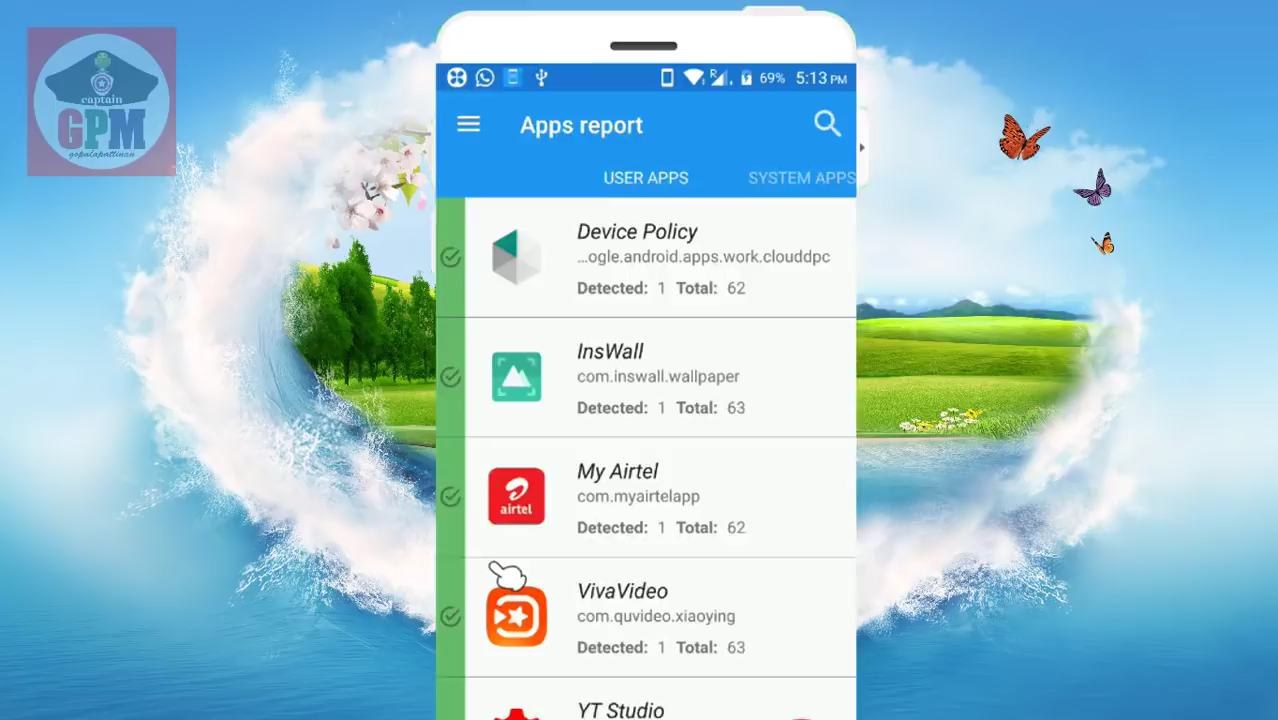 captain
GPM
gopalapattinan
69% 5:13 PM
Apps report
USER APPS SYSTEM APPS
Device Policy
...ogle.android.apps.work.clouddpc
Detected: 1 Total: 62
InsWall
com.inswall.wallpaper
Detected: 1 Total: 63
airtel
My Airtel
com.myairtelapp
Detected: 1 Total: 62
VivaVideo
com.quvideo.xiaoying
Detected: 1 Total: 63
YT Studio